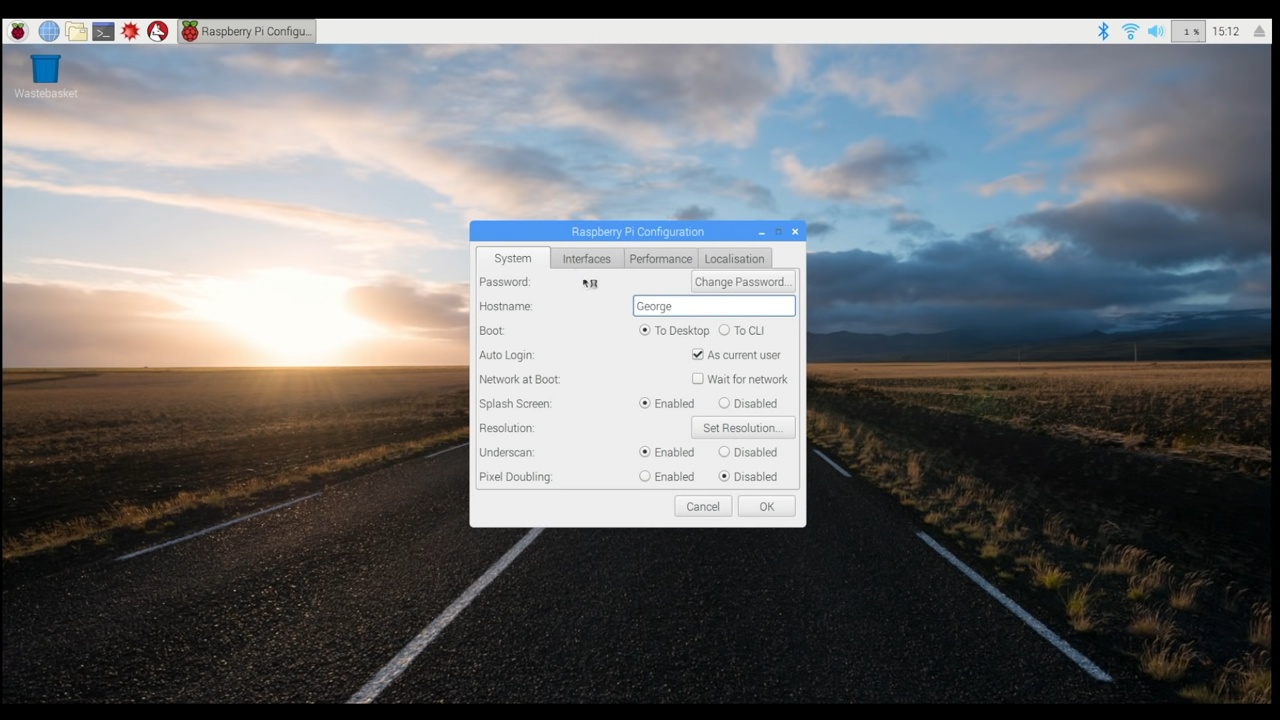 Raspberry Pi Configu... 1 % 15:12
Wastebasket
Raspberry Pi Configuration
System Interfaces Performance Localisation
Password: Change Password...
Hostname: George
Boot: To Desktop To CLI
Auto Login: As current user
Network at Boot: Wait for network
Splash Screen: Enabled Disabled
Resolution: Set Resolution...
Underscan: Enabled Disabled
Pixel Doubling: Enabled Disabled
Cancel OK